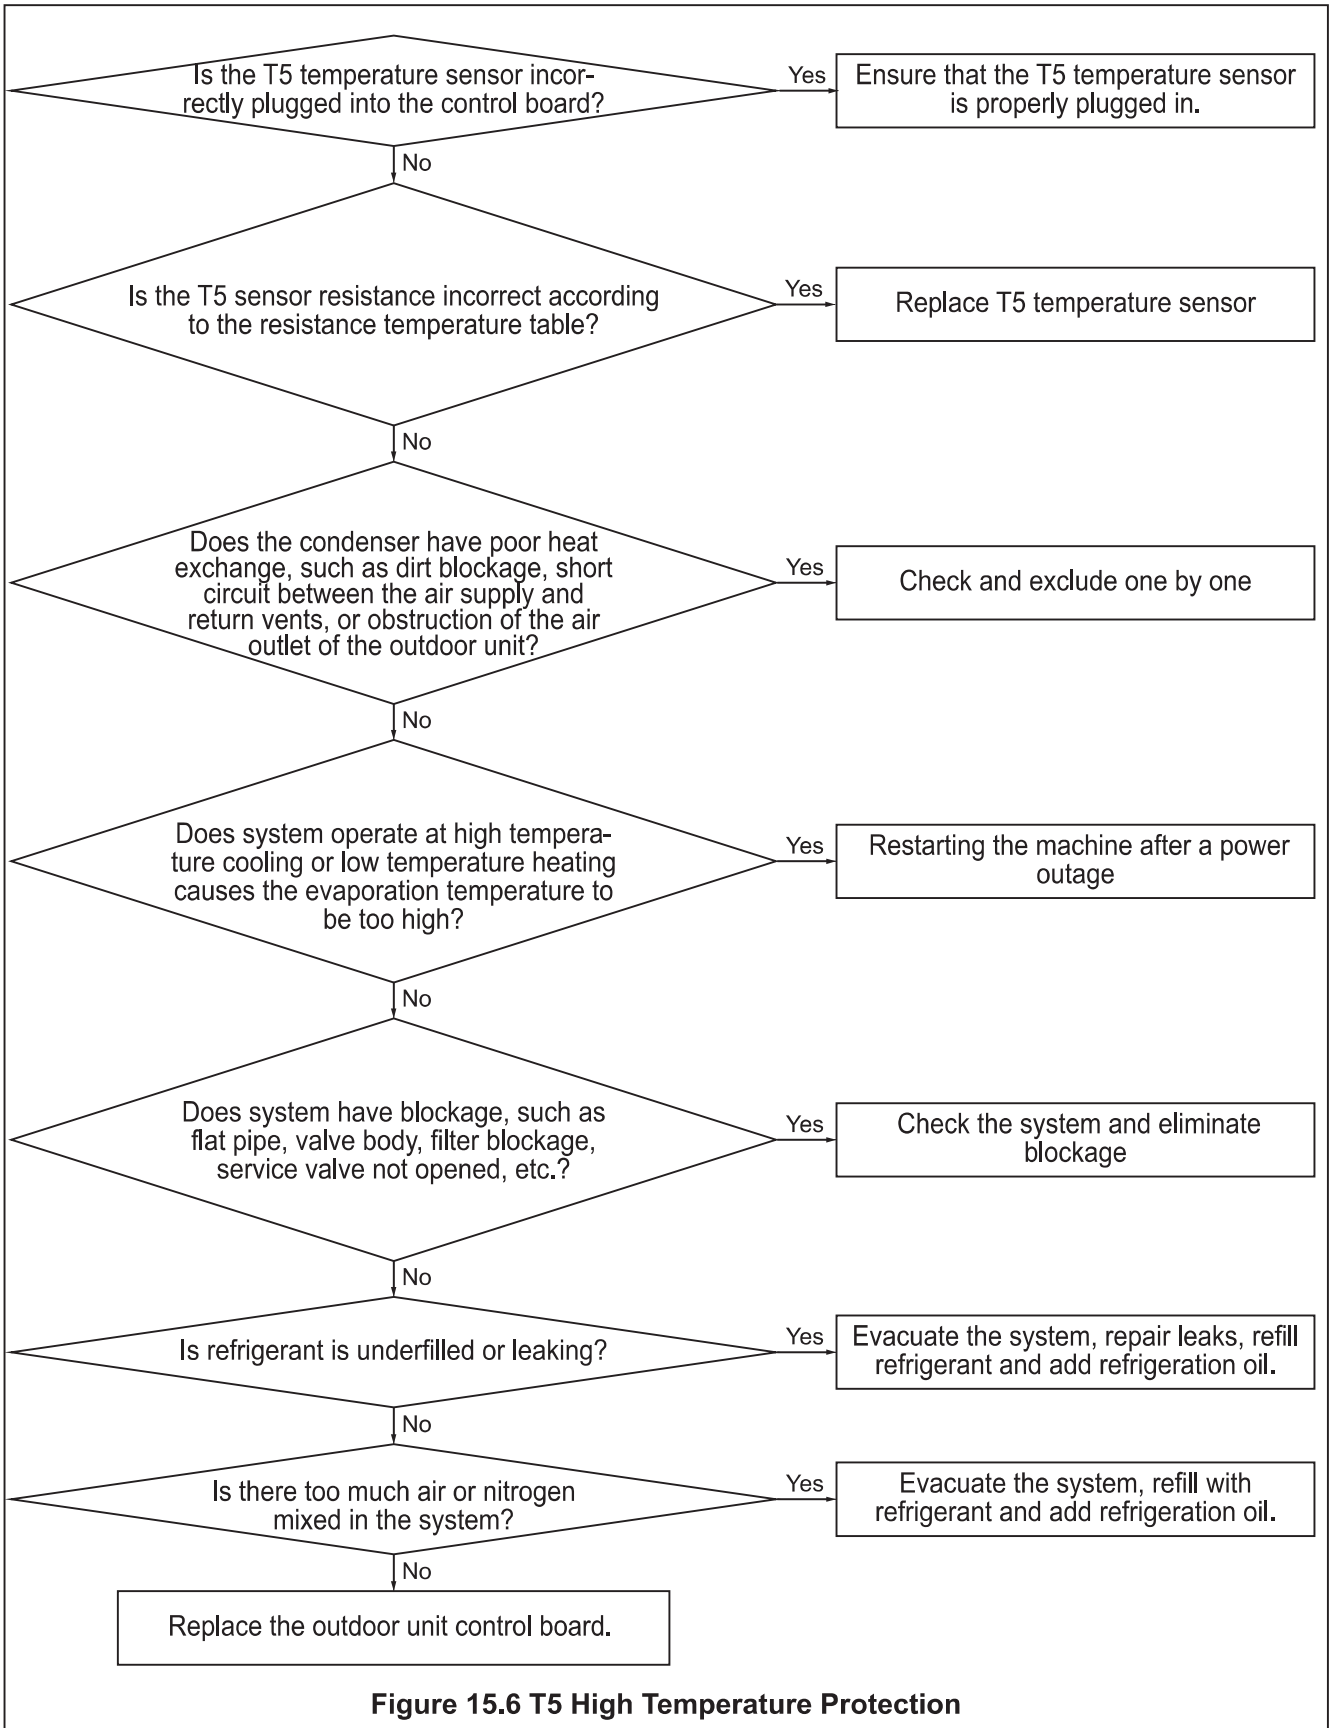 Is the T5 temperature sensor incor-
rectly plugged into the control board?
Yes
Ensure that the T5 temperature sensor
is properly plugged in.
No
Is the T5 sensor resistance incorrect according
to the resistance temperature table?
Yes
Replace T5 temperature sensor
No
Does the condenser have poor heat
exchange, such as dirt blockage, short
circuit between the air supply and
return vents, or obstruction of the air
outlet of the outdoor unit?
Yes
Check and exclude one by one
No
Does system operate at high tempera-
ture cooling or low temperature heating
causes the evaporation temperature to
be too high?
Yes
Restarting the machine after a power
outage
No
Does system have blockage, such as
flat pipe, valve body, filter blockage,
service valve not opened, etc.?
Yes
Check the system and eliminate
blockage
No
Is refrigerant is underfilled or leaking?
Yes
Evacuate the system, repair leaks, refill
refrigerant and add refrigeration oil.
No
Is there too much air or nitrogen
mixed in the system?
Yes
Evacuate the system, refill with
refrigerant and add refrigeration oil.
No
Replace the outdoor unit control board.
Figure 15.6 T5 High Temperature Protection